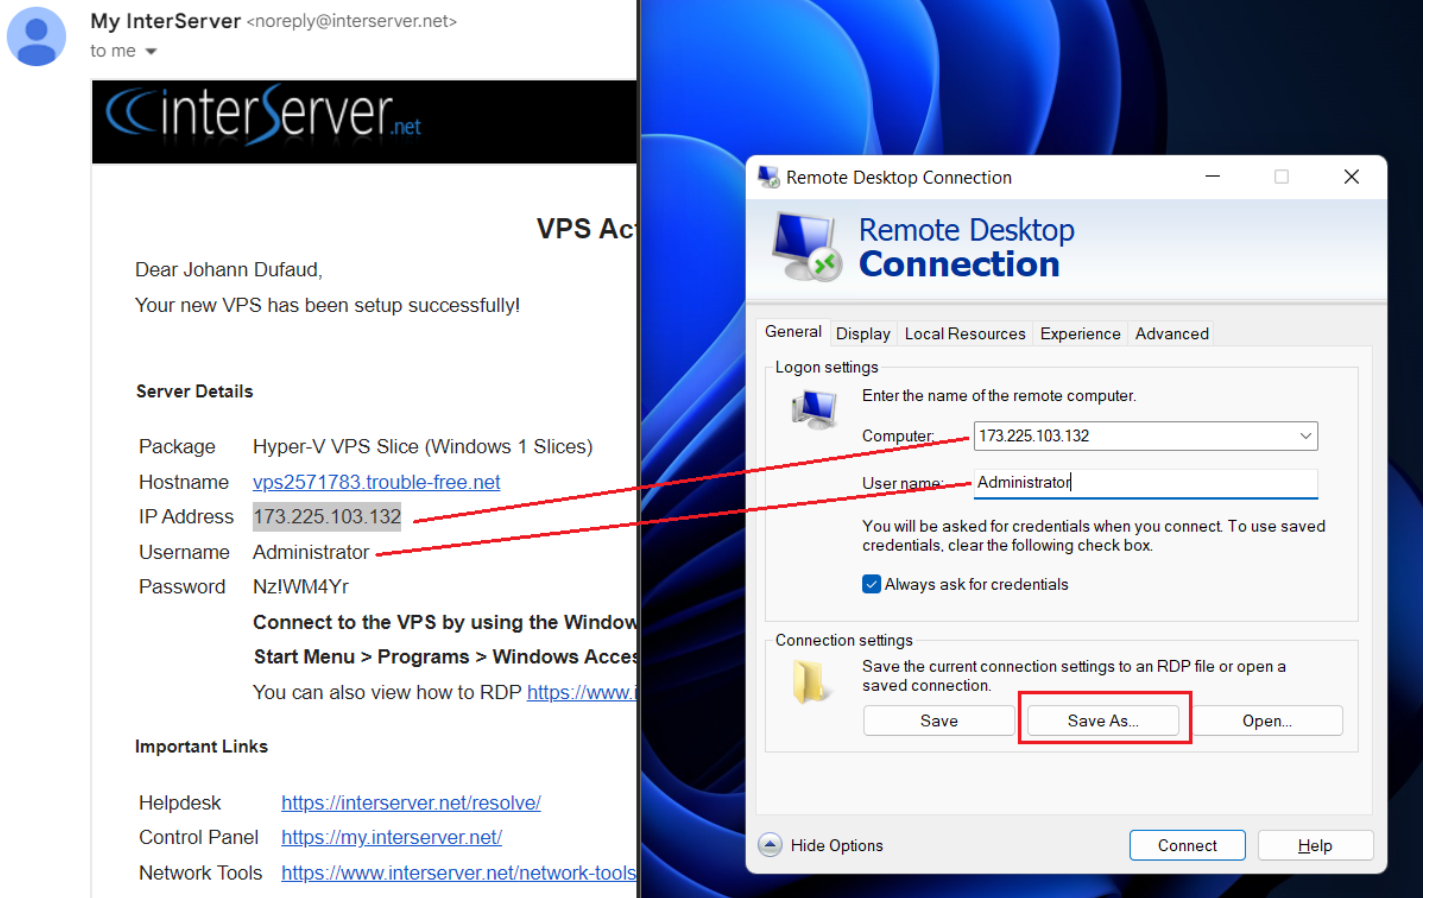 My InterServer <noreply@interserver.net>
to me
interServer.net
VPS Act
Dear Johann Dufaud,
Your new VPS has been setup successfully!
Server Details
Package Hyper-V VPS Slice (Windows 1 Slices)
Hostname vps2571783.trouble-free.net
IP Address 173.225.103.132
Username Administrator
Password Nz!WM4Yr
Connect to the VPS by using the Window
Start Menu > Programs > Windows Acces
You can also view how to RDP https://www.i
Important Links
Helpdesk https://interserver.net/resolve/
Control Panel https://my.interserver.net/
Network Tools https://www.interserver.net/network-tools
Remote Desktop Connection
Remote Desktop
Connection
General Display Local Resources Experience Advanced
Logon settings
Enter the name of the remote computer.
Computer: 173.225.103.132
User name: Administrator
You will be asked for credentials when you connect. To use saved
credentials, clear the following check box.
Always ask for credentials
Connection settings
Save the current connection settings to an RDP file or open a
saved connection.
Save Save As... Open...
Hide Options Connect Help